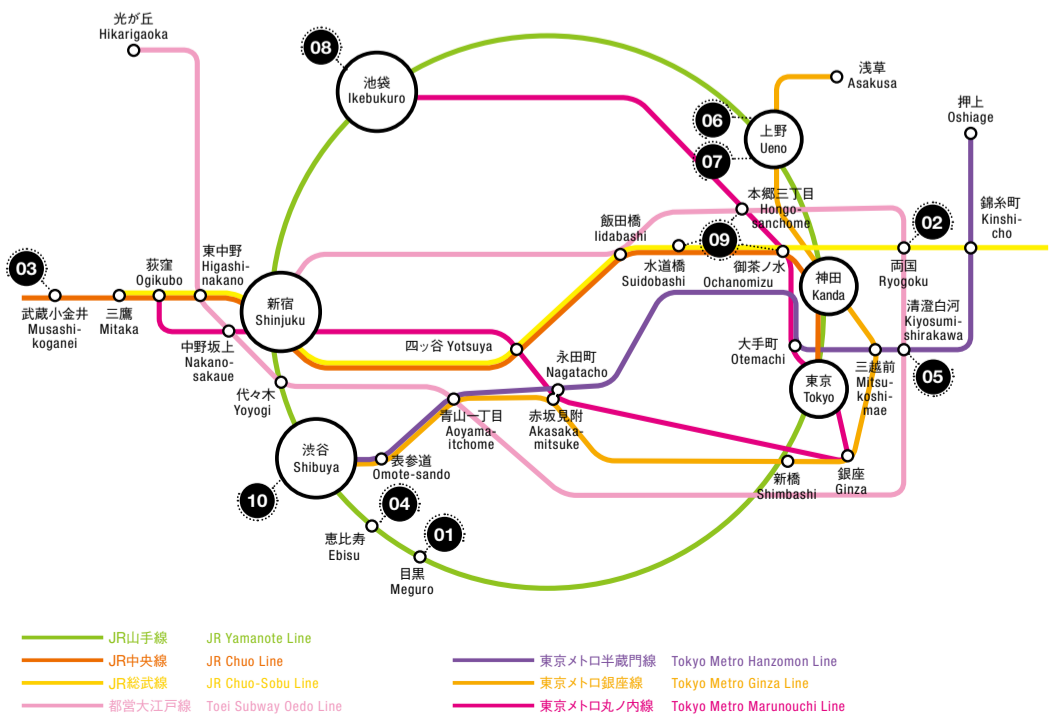 光が丘
Hikarigaoka
08
池袋
Ikebukuro
浅草
Asakusa
押上
Oshiage
06
上野
Ueno
07
本郷三丁目
Hongo-
sanchome
錦糸町
Kinshi-
cho
02
両国
Ryogoku
09
飯田橋
Iidabashi
水道橋
Suidobashi
御茶ノ水
Ochanomizu
神田
Kanda
03
武蔵小金井
Musashi-
koganei
三鷹
Mitaka
荻窪
Ogikubo
東中野
Higashi-
nakano
新宿
Shinjuku
中野坂上
Nakano-
sakaue
代々木
Yoyogi
四ッ谷 Yotsuya
永田町
Nagatacho
大手町
Otemachi
清澄白河
Kiyosumi-
shirakawa
05
三越前
Mitsu-
koshi-
mae
東京
Tokyo
青山一丁目
Aoyama-
itchome
赤坂見附
Akasaka-
mitsuke
渋谷
Shibuya
表参道
Omote-sando
新橋
Shimbashi
銀座
Ginza
10
04
恵比寿
Ebisu
01
目黒
Meguro
JR山手線 JR Yamanote Line
JR中央線 JR Chuo Line
JR総武線 JR Chuo-Sobu Line
都営大江戸線 Toei Subway Oedo Line
東京メトロ半蔵門線 Tokyo Metro Hanzomon Line
東京メトロ銀座線 Tokyo Metro Ginza Line
東京メトロ丸ノ内線 Tokyo Metro Marunouchi Line